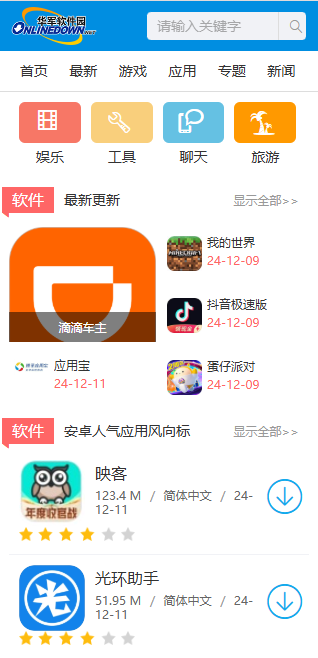 华军软件园
ONLINEDOWN.NET
请输入关键字
首页 最新 游戏 应用 专题 新闻
娱乐 工具 聊天 旅游
软件 最新更新 显示全部>>
滴滴车主
我的世界
24-12-09
抖音极速版
24-12-09
应用宝
24-12-11
蛋仔派对
24-12-09
软件 安卓人气应用风向标 显示全部>>
年度收官战
映客
123.4 M / 简体中文 / 24-
12-11
光
光环助手
51.95 M / 简体中文 / 24-
12-11